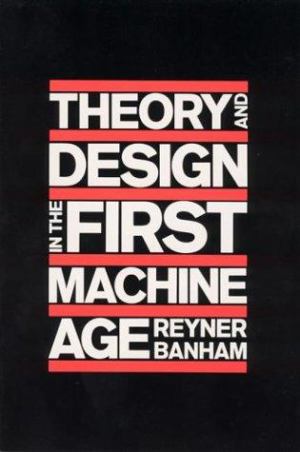 THEORY AND
DESIGN
IN THE FIRST
MACHINE
AGE REYNER
BANHAM